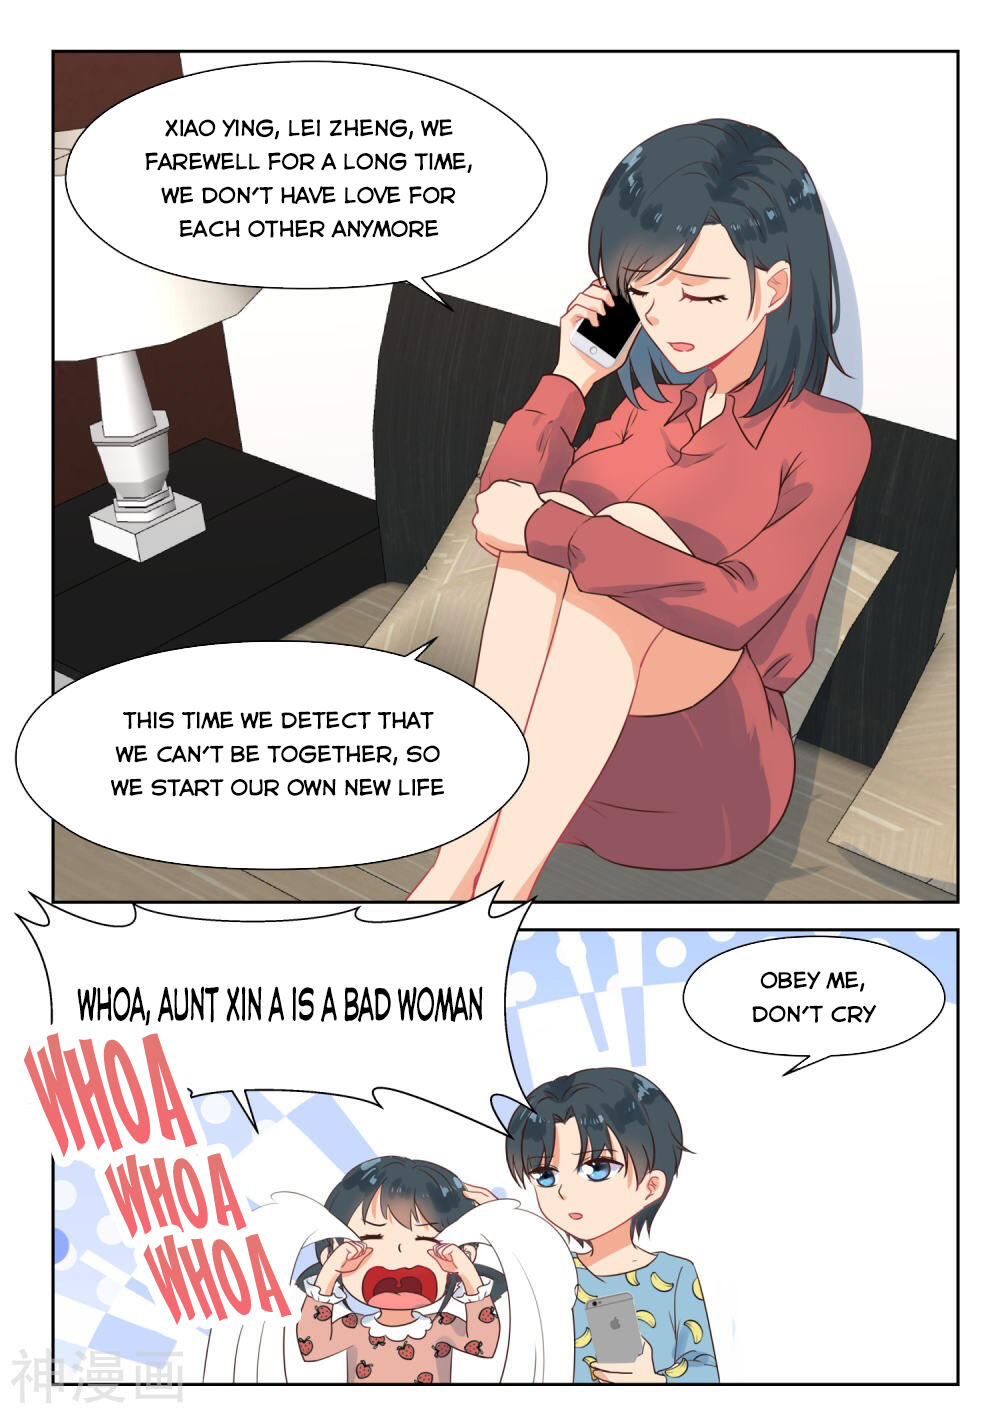 XIAO YING, LEI ZHENG, WE
FAREWELL FOR A LONG TIME,
WE DON'T HAVE LOVE FOR
EACH OTHER ANYMORE
THIS TIME WE DETECT THAT
WE CAN'T BE TOGETHER, SO
WE START OUR OWN NEW LIFE
WHOA, AUNT XIN A IS A BAD WOMAN
OBEY ME,
DON'T CRY
WHOA
WHOA
WHOA
神漫画